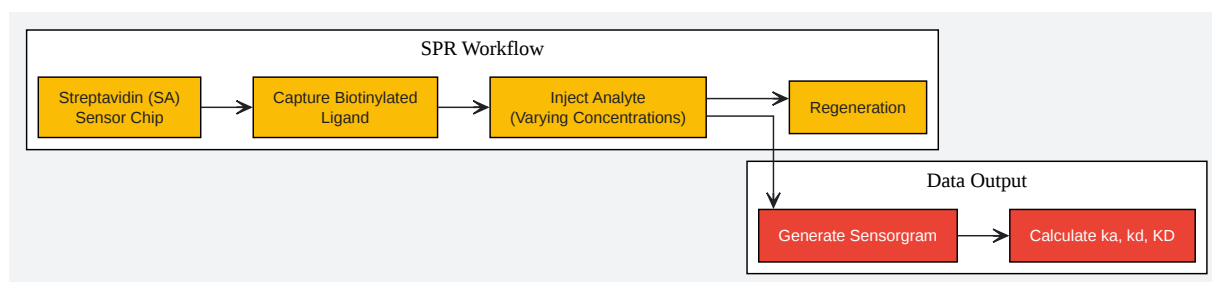 SPR Workflow
Streptavidin (SA)
Sensor Chip
Capture Biotinylated
Ligand
Inject Analyte
(Varying Concentrations)
Regeneration
Data Output
Generate Sensorgram
Calculate ka, kd, KD